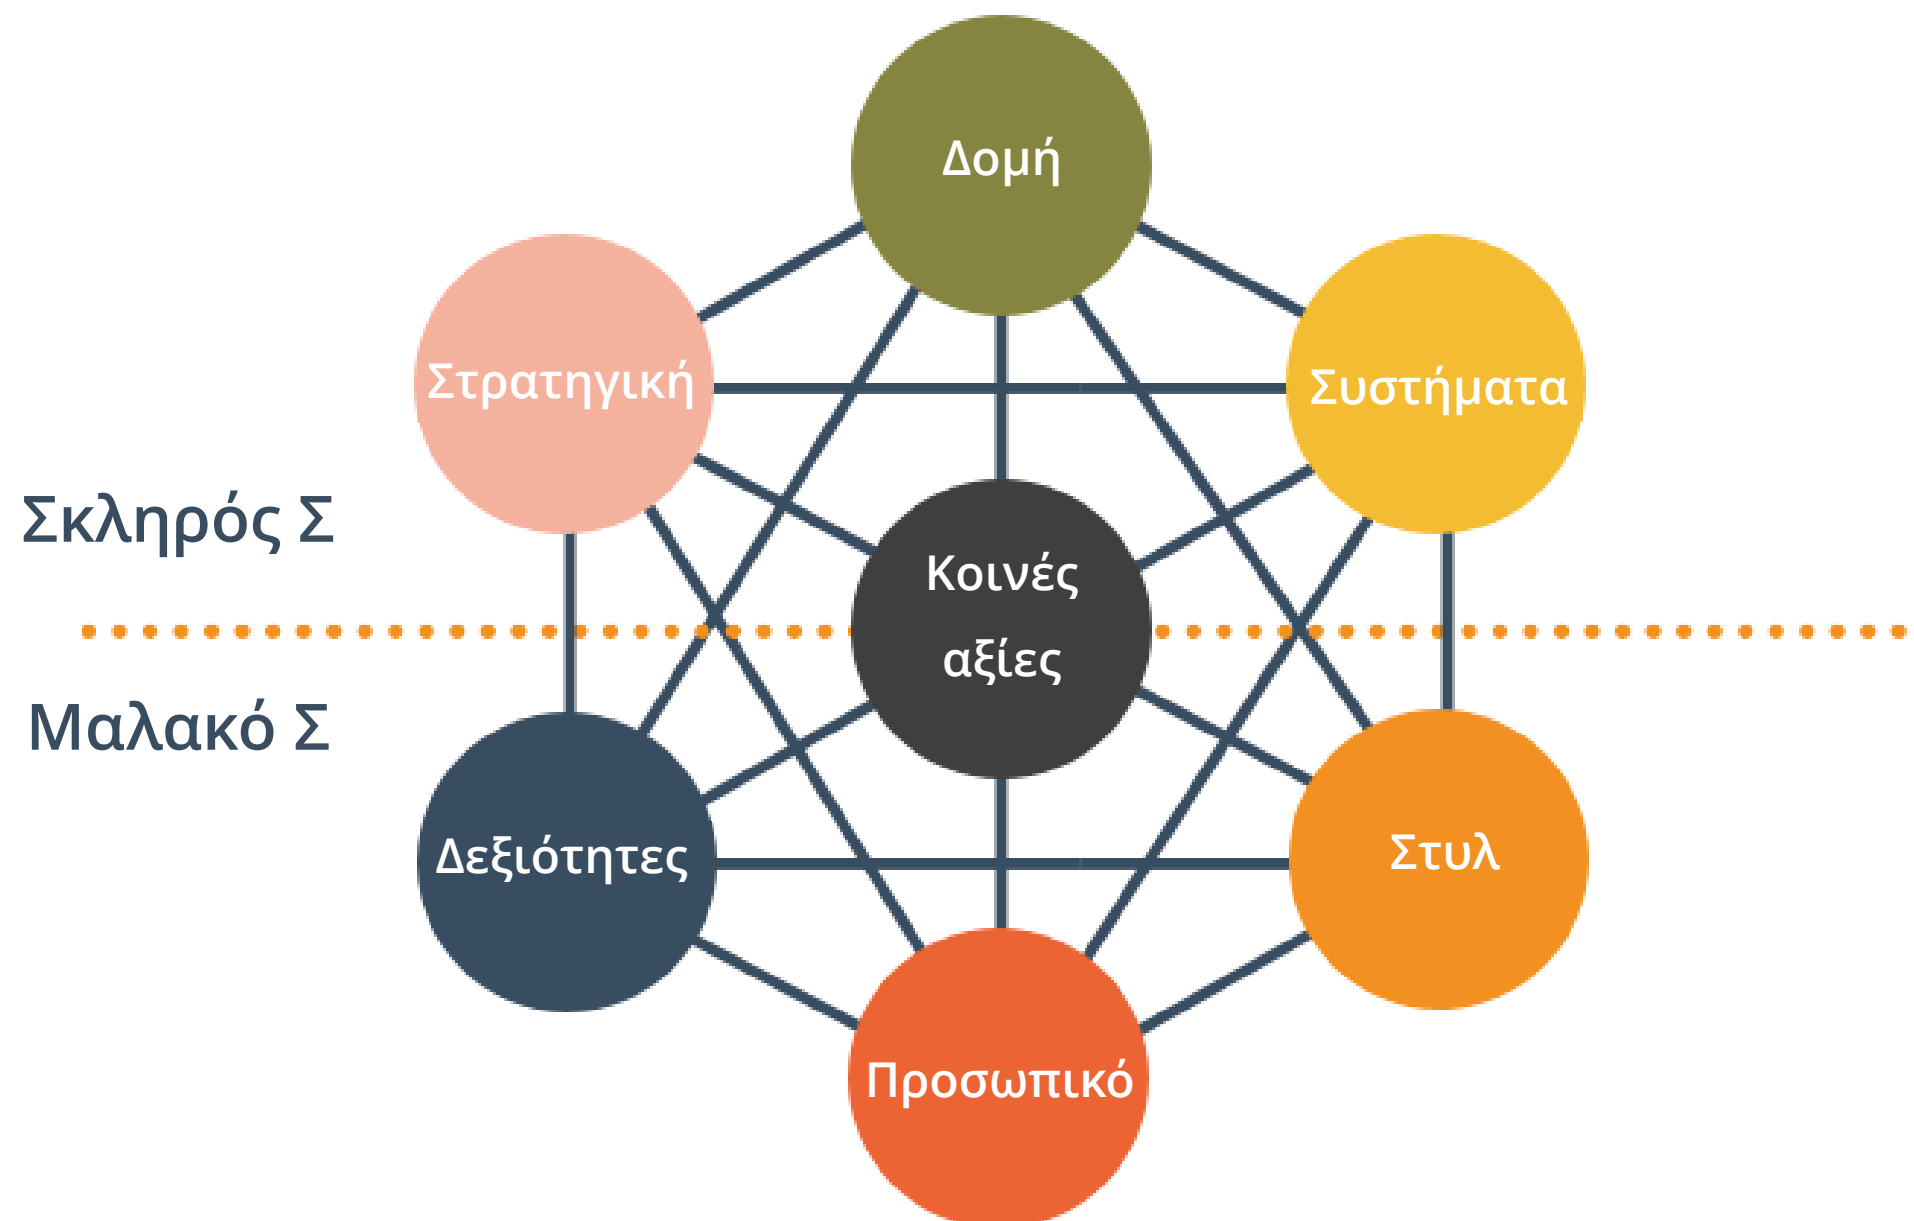 Δομή
Στρατηγική
Συστήματα
Σκληρός Σ
Κοινές
αξίες
Μαλακό Σ
Δεξιότητες
Στυλ
Προσωπικό